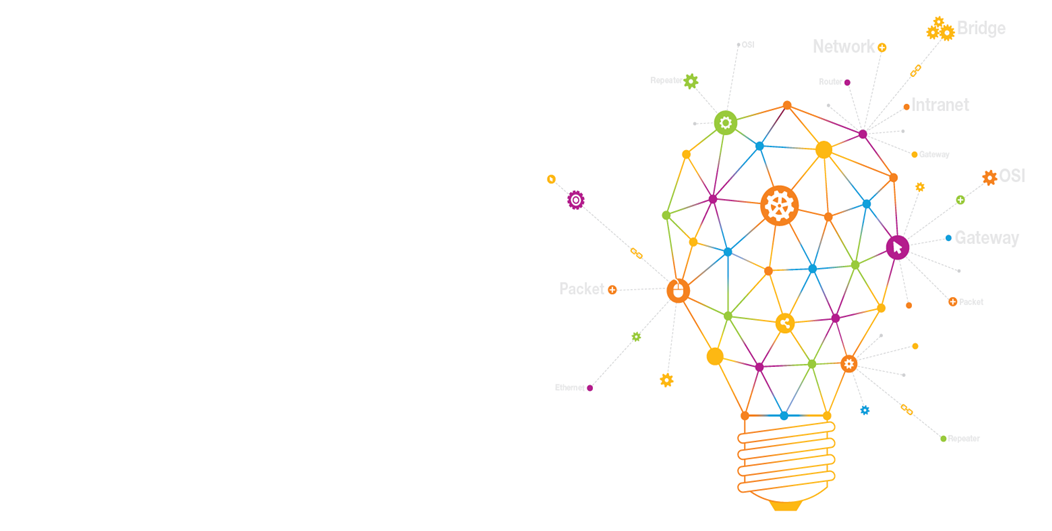 Bridge
OSI
Network
Repeater
Router
Intranet
Gateway
OSI
Gateway
Packet
Packet
Ethernet
Repeater